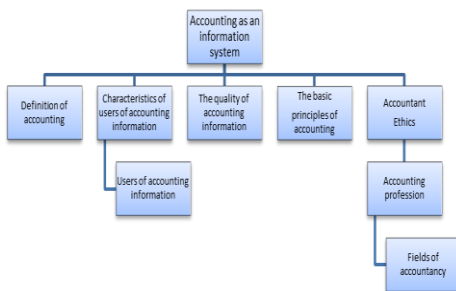 Accounting as an
information
system
Definition of
accounting
Characteristics of
users of accounting
information
The quality of
accounting
information
The basic
principles of
accounting
Accountant
Ethics
Users of accounting
information
Accounting
profession
Fields of
accountancy